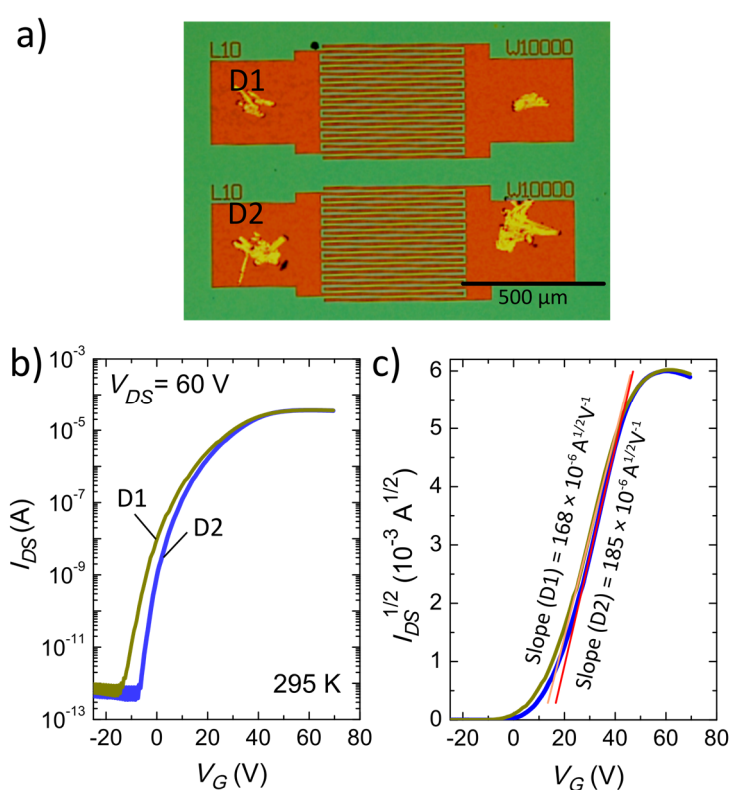 a)
L10 W10000
D1
L10 W10000
D2
500 μm
b)
10⁻³
10⁻⁵
10⁻⁷
10⁻⁹
10⁻¹¹
10⁻¹³
I_DS (A)
V_DS = 60 V
D1
D2
295 K
-20 0 20 40 60 80
V_G (V)
c)
6
5
4
3
2
1
0
I_DS^1/2 (10⁻³ A^1/2)
Slope (D1) = 168 × 10⁻⁶ A^1/2V⁻¹
Slope (D2) = 185 × 10⁻⁶ A^1/2V⁻¹
-20 0 20 40 60 80
V_G (V)